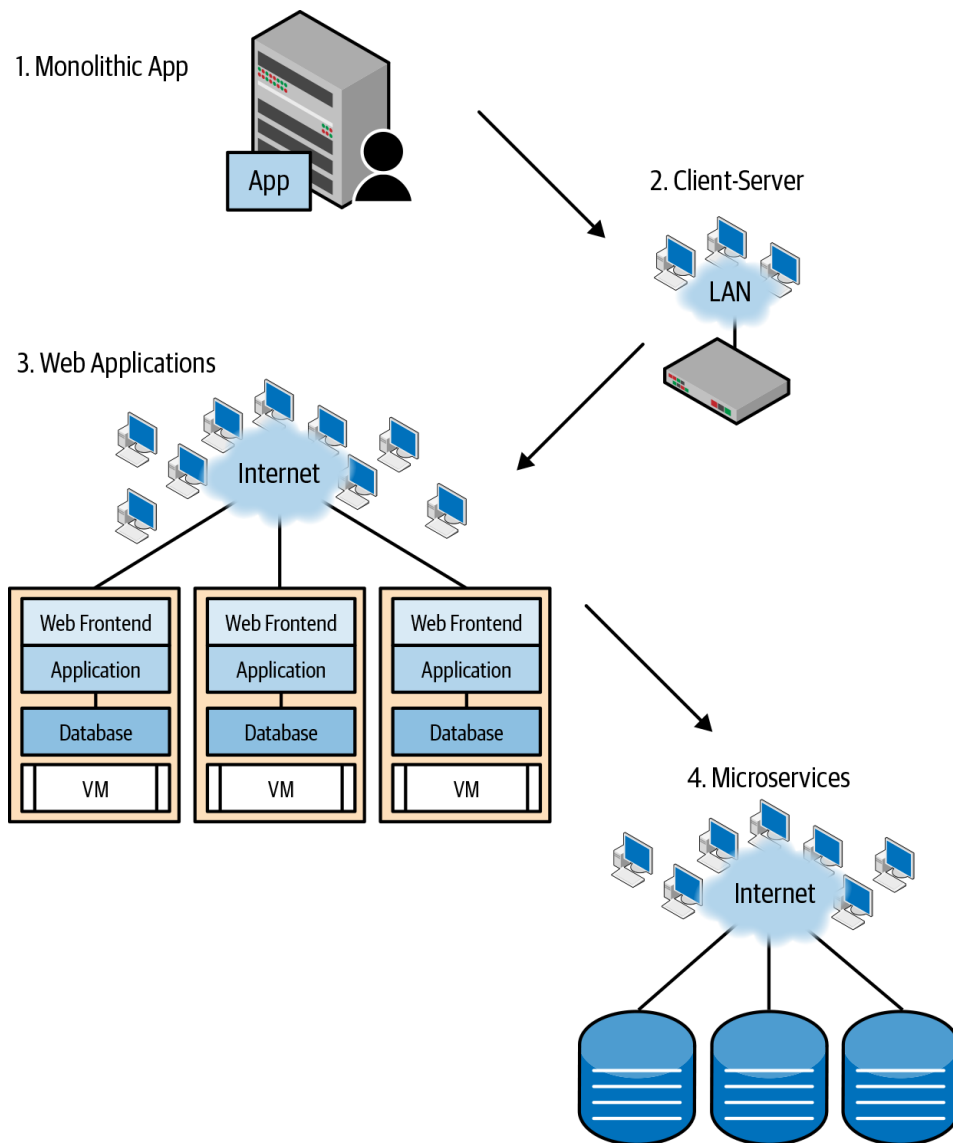 1. Monolithic App
App
2. Client-Server
LAN
3. Web Applications
Internet
Web Frontend
Application
Database
VM
Web Frontend
Application
Database
VM
Web Frontend
Application
Database
VM
4. Microservices
Internet